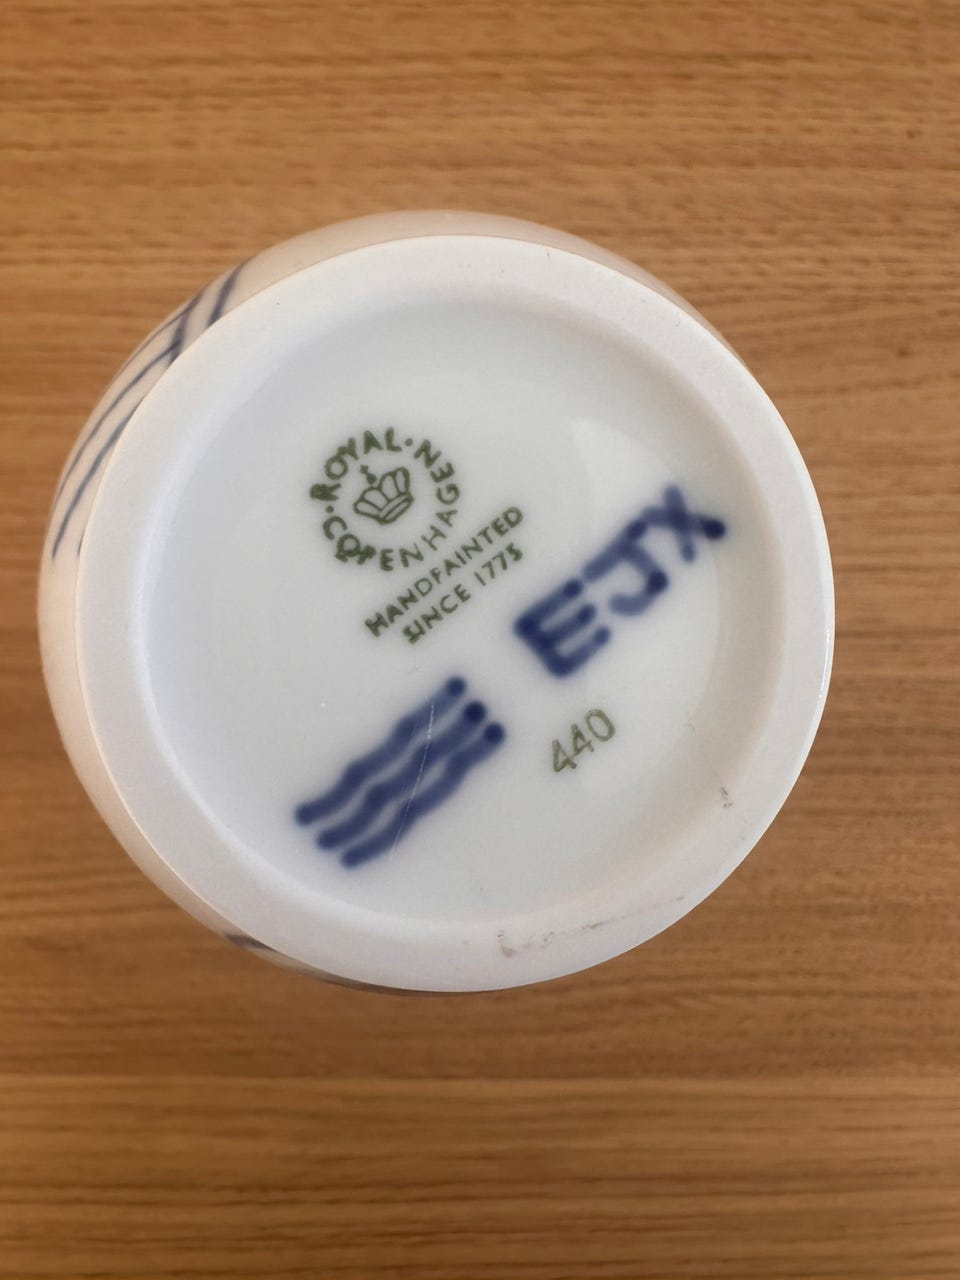 ROYAL·COPENHAGEN·
HANDPAINTED
SINCE 1775
EJX
440